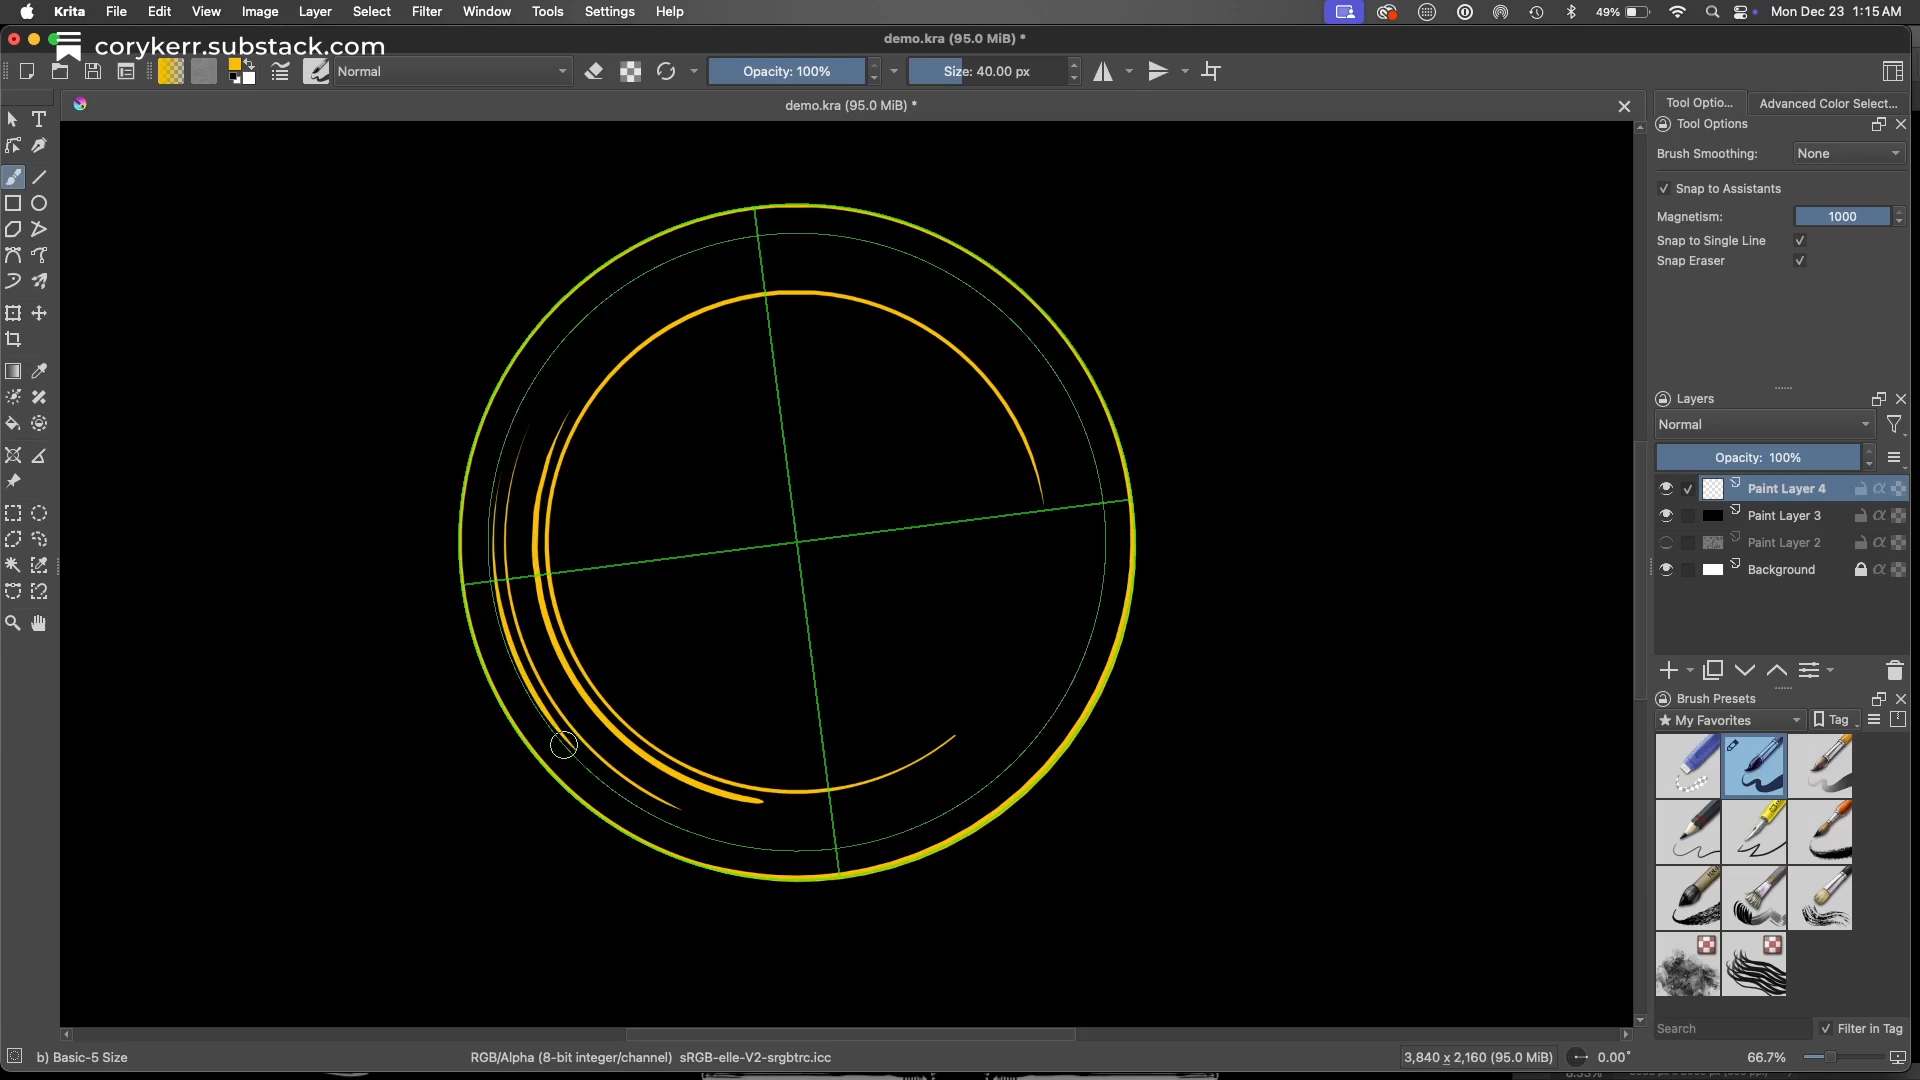 Krita File Edit View Image Layer Select Filter Window Tools Settings Help
49% Mon Dec 23 1:15 AM
demo.kra (95.0 MiB) *
corykerr.substack.com
Normal
Opacity: 100%
Size: 40.00 px
demo.kra (95.0 MiB) *
Tool Optio...
Advanced Color Select...
Tool Options
Brush Smoothing: None
Snap to Assistants
Magnetism: 1000
Snap to Single Line
Snap Eraser
Layers
Normal
Opacity: 100%
Paint Layer 4
Paint Layer 3
Paint Layer 2
Background
Brush Presets
My Favorites
Tag
Search
Filter in Tag
b) Basic-5 Size
RGB/Alpha (8-bit integer/channel) sRGB-elle-V2-srgbtrc.icc
3,840 x 2,160 (95.0 MiB)
0.00°
66.7%